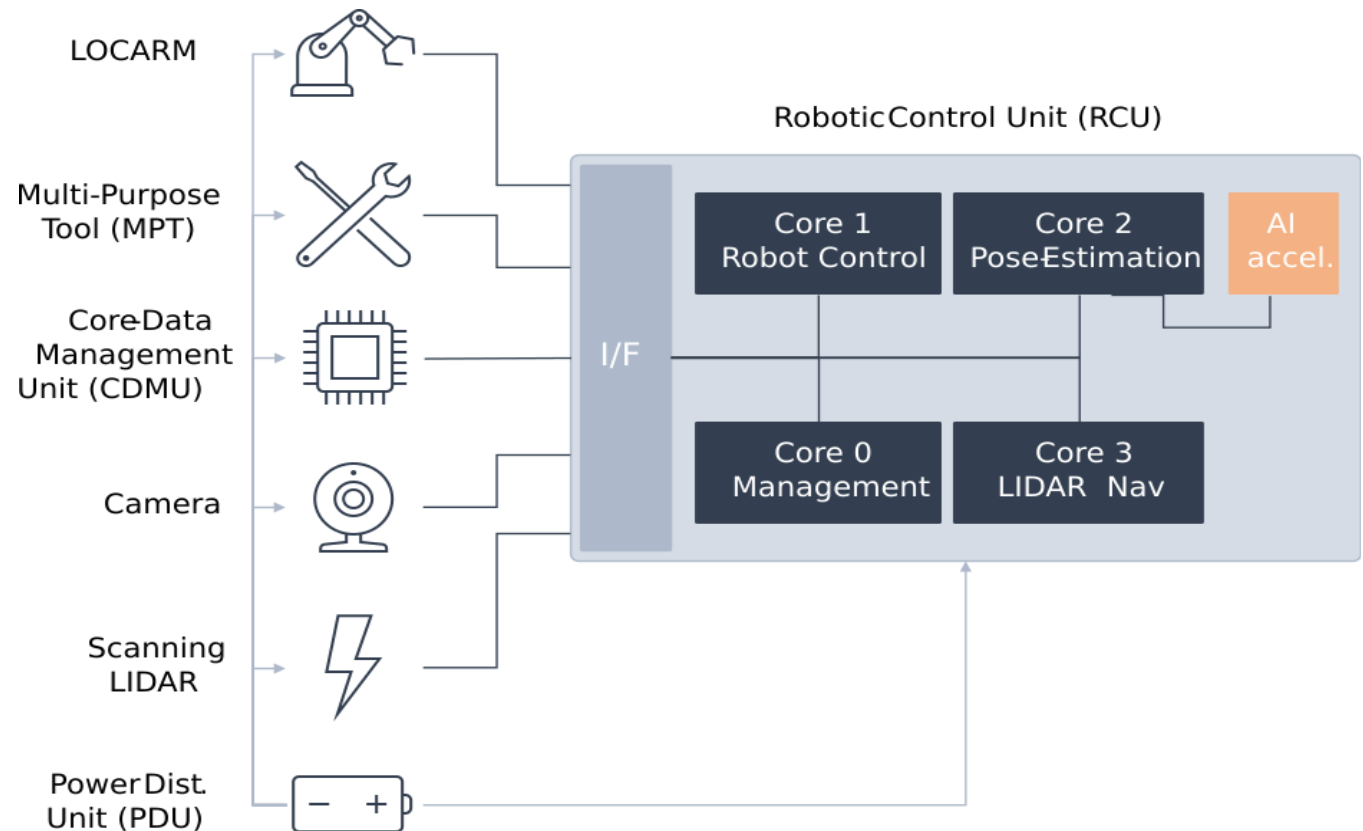 LOCARM
Robotic Control Unit (RCU)
Multi-Purpose
Tool (MPT)
Core-Data
Management
Unit (CDMU)
Camera
Scanning
LIDAR
Power Dist.
Unit (PDU)
I/F
Core 1
Robot Control
Core 2
Pose-Estimation
AI
accel.
Core 0
Management
Core 3
LIDAR Nav
− +